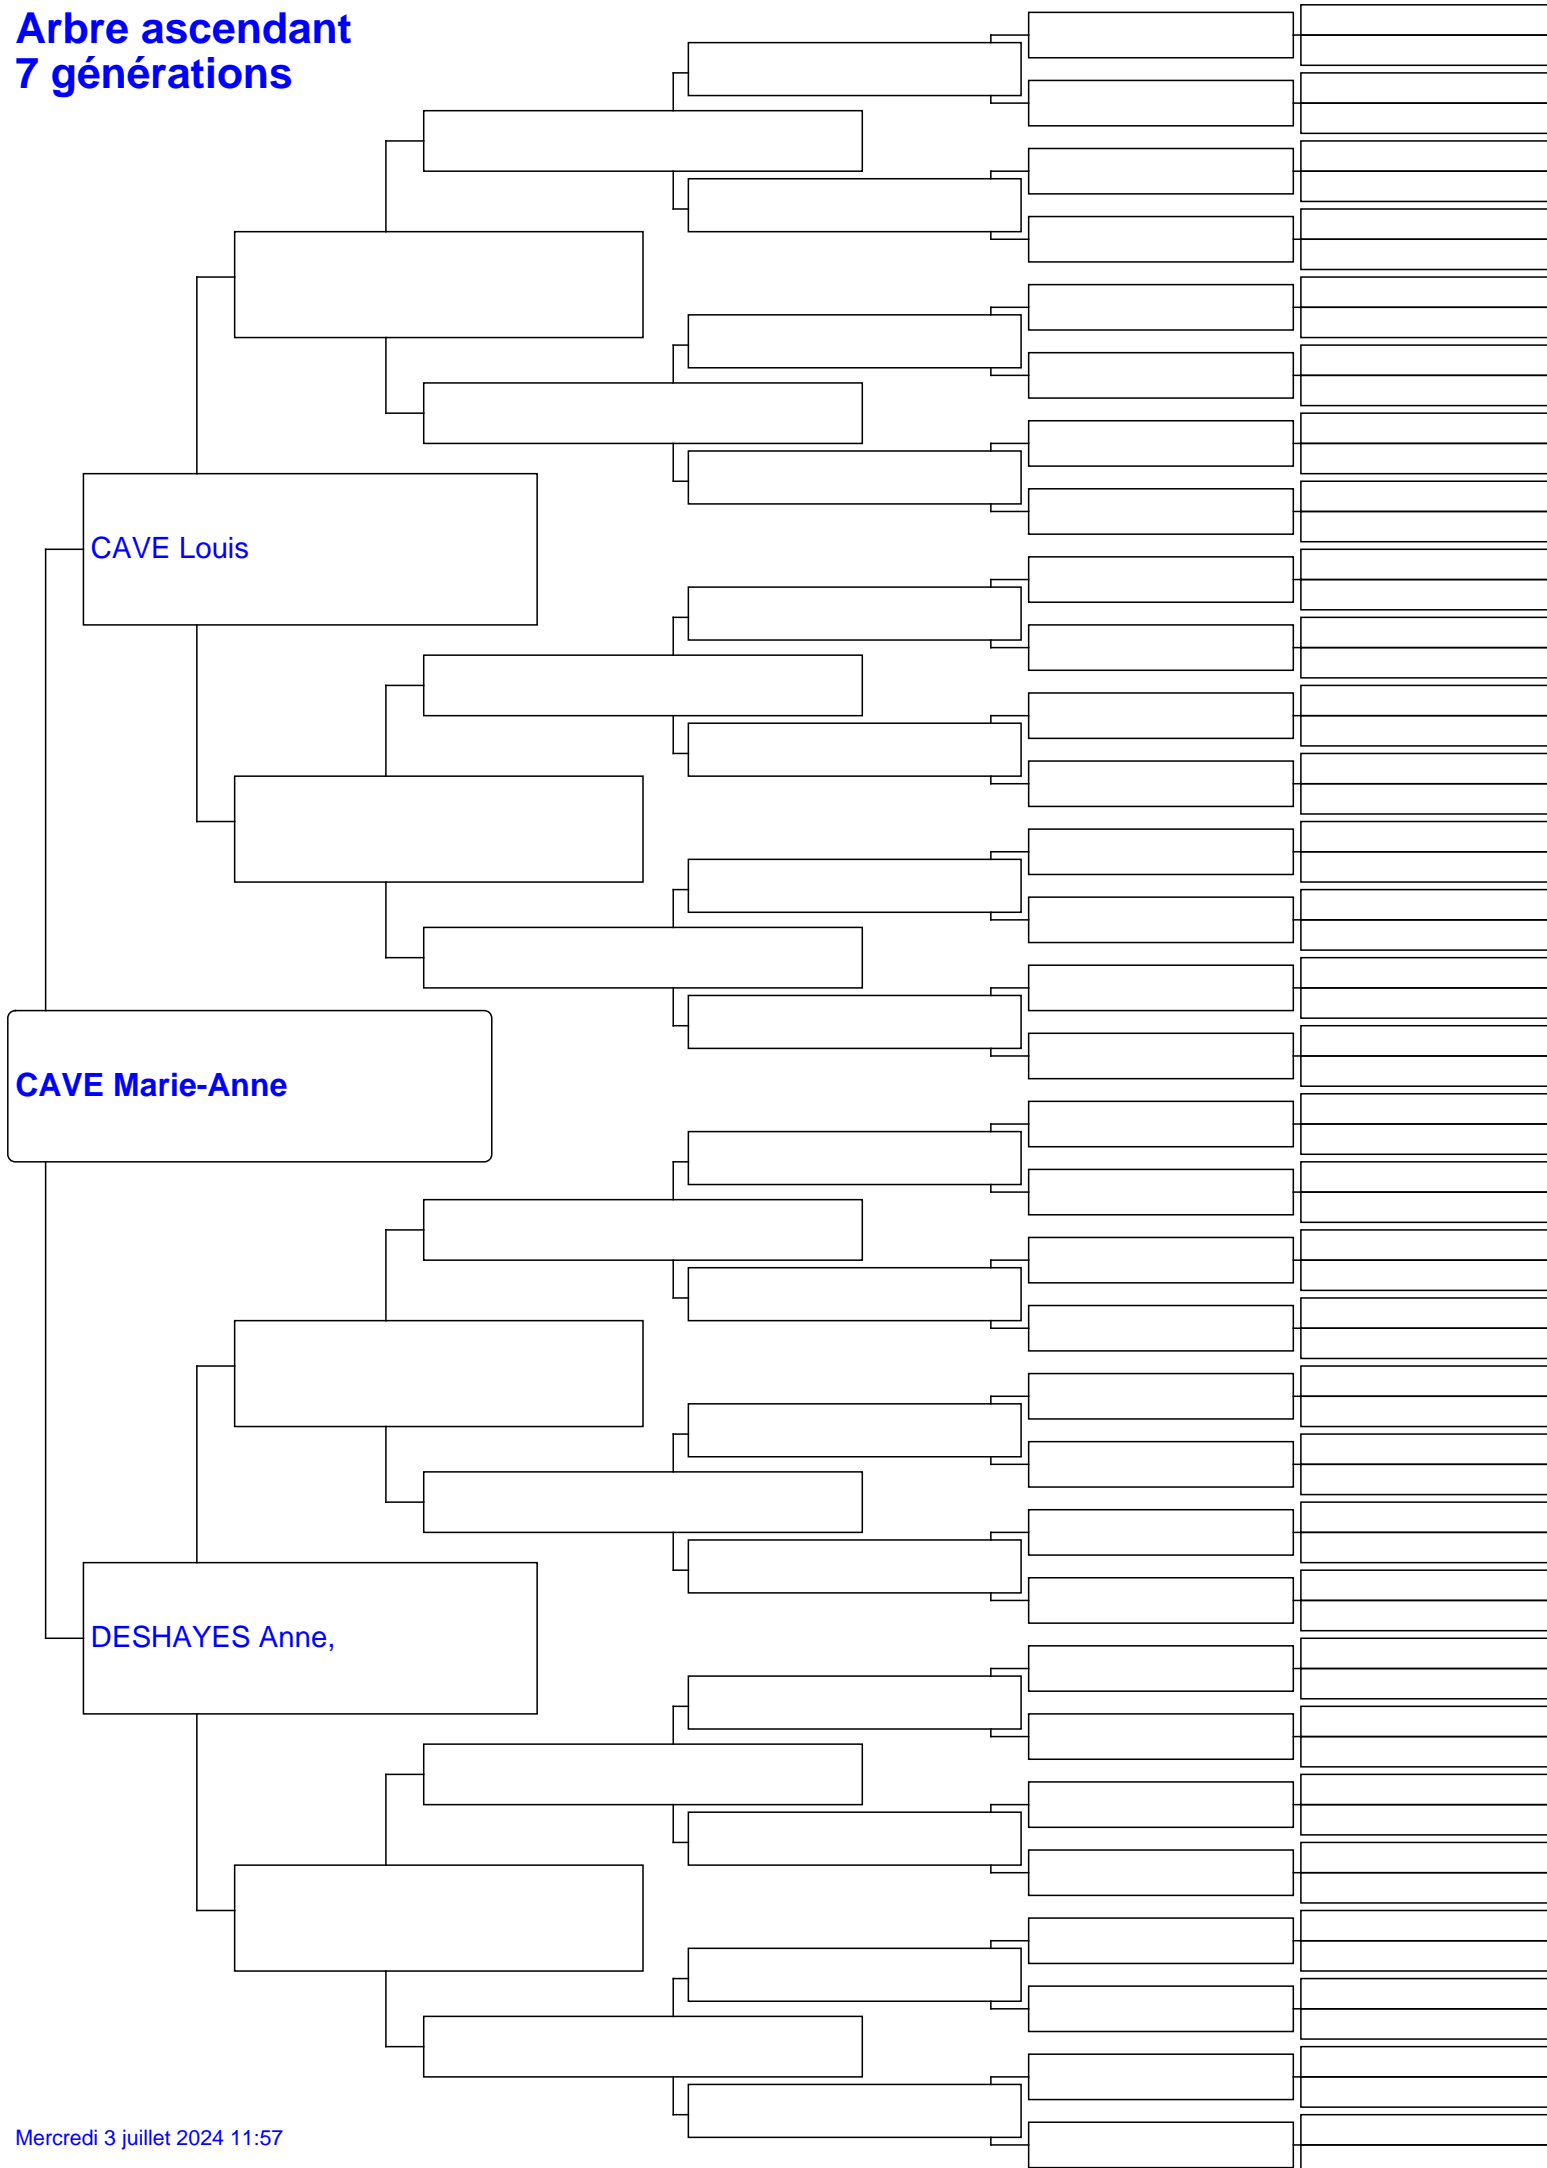 Arbre ascendant
7 générations
CAVE Louis
CAVE Marie-Anne
DESHAYES Anne,
Mercredi 3 juillet 2024 11:57